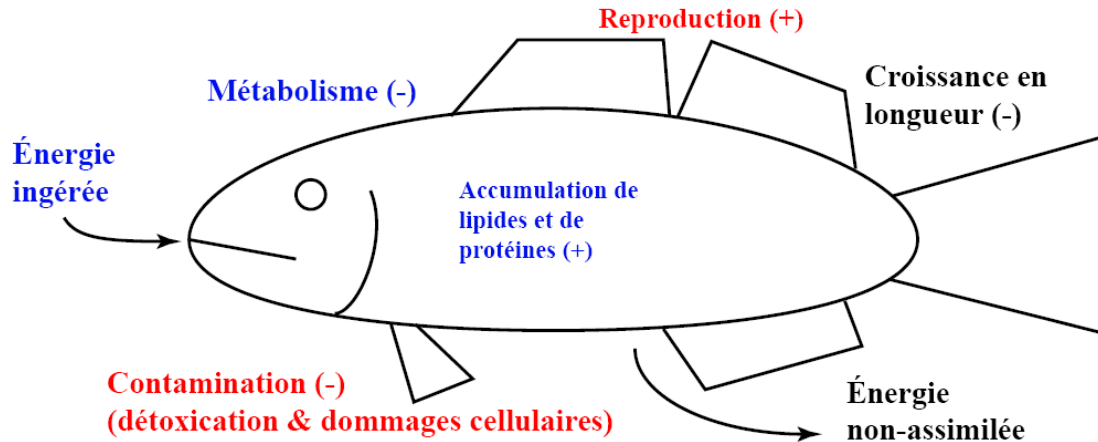 Reproduction (+)
Métabolisme (-)
Croissance en
longueur (-)
Énergie
ingérée
Accumulation de
lipides et de
protéines (+)
Contamination (-)
(détoxication & dommages cellulaires)
Énergie
non-assimilée